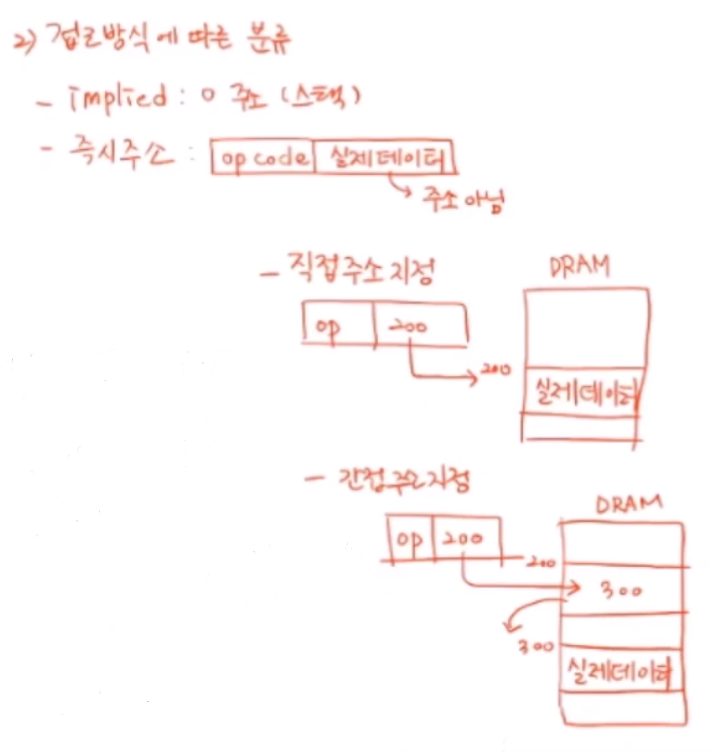 2) 접근방식에 따른 분류
- implied : 0 주소 (스택)
- 즉시주소 : op code 실제데이터
주소 아님
- 직접주소지정
DRAM
op 200
200
실제데이터
- 간접주소지정
DRAM
op 200
200
300
300
실제데이터